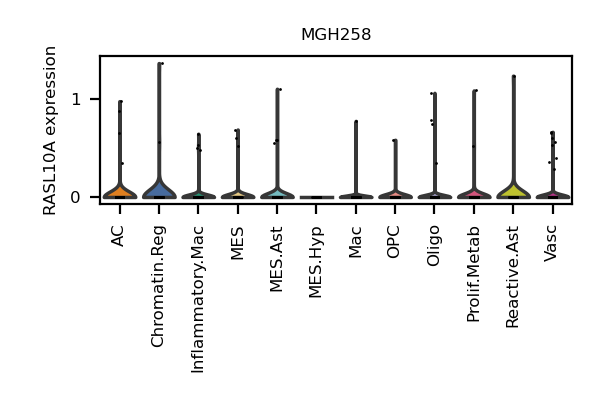 MGH258
RASL10A expression
1
0
AC
Chromatin.Reg
Inflammatory.Mac
MES
MES.Ast
MES.Hyp
Mac
OPC
Oligo
Prolif.Metab
Reactive.Ast
Vasc